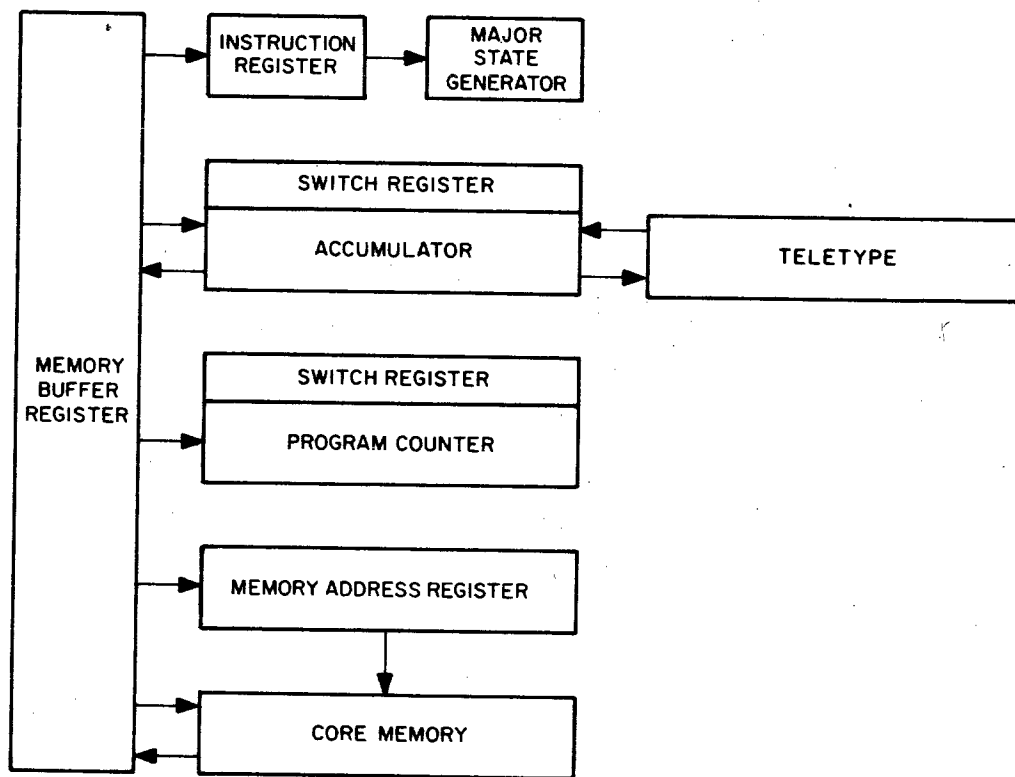 INSTRUCTION
REGISTER
MAJOR
STATE
GENERATOR
SWITCH REGISTER
ACCUMULATOR
TELETYPE
MEMORY
BUFFER
REGISTER
SWITCH REGISTER
PROGRAM COUNTER
MEMORY ADDRESS REGISTER
CORE MEMORY